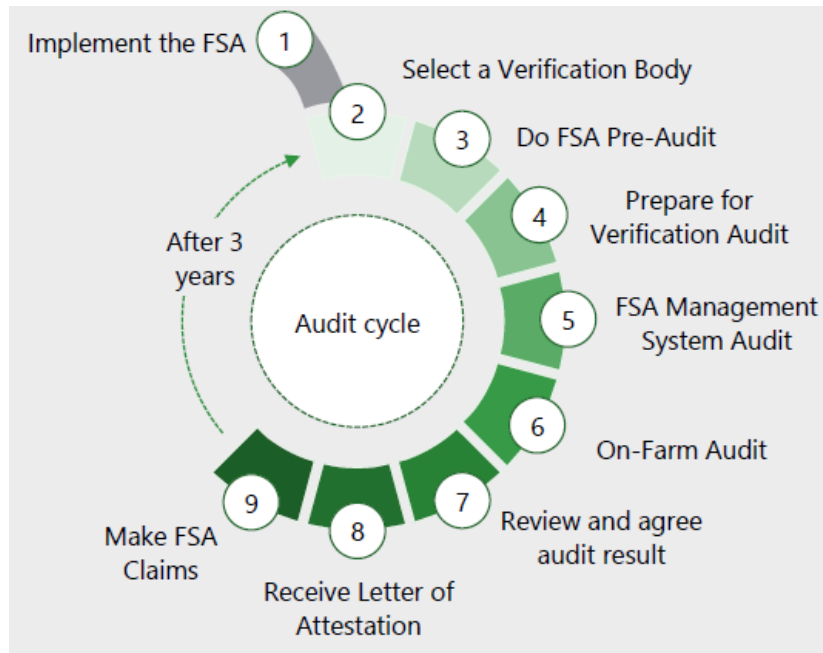 Implement the FSA
1
2
Select a Verification Body
3
Do FSA Pre-Audit
4
Prepare for
Verification Audit
5
FSA Management
System Audit
6
On-Farm Audit
7
Review and agree
audit result
8
Receive Letter of
Attestation
9
Make FSA
Claims
After 3
years
Audit cycle